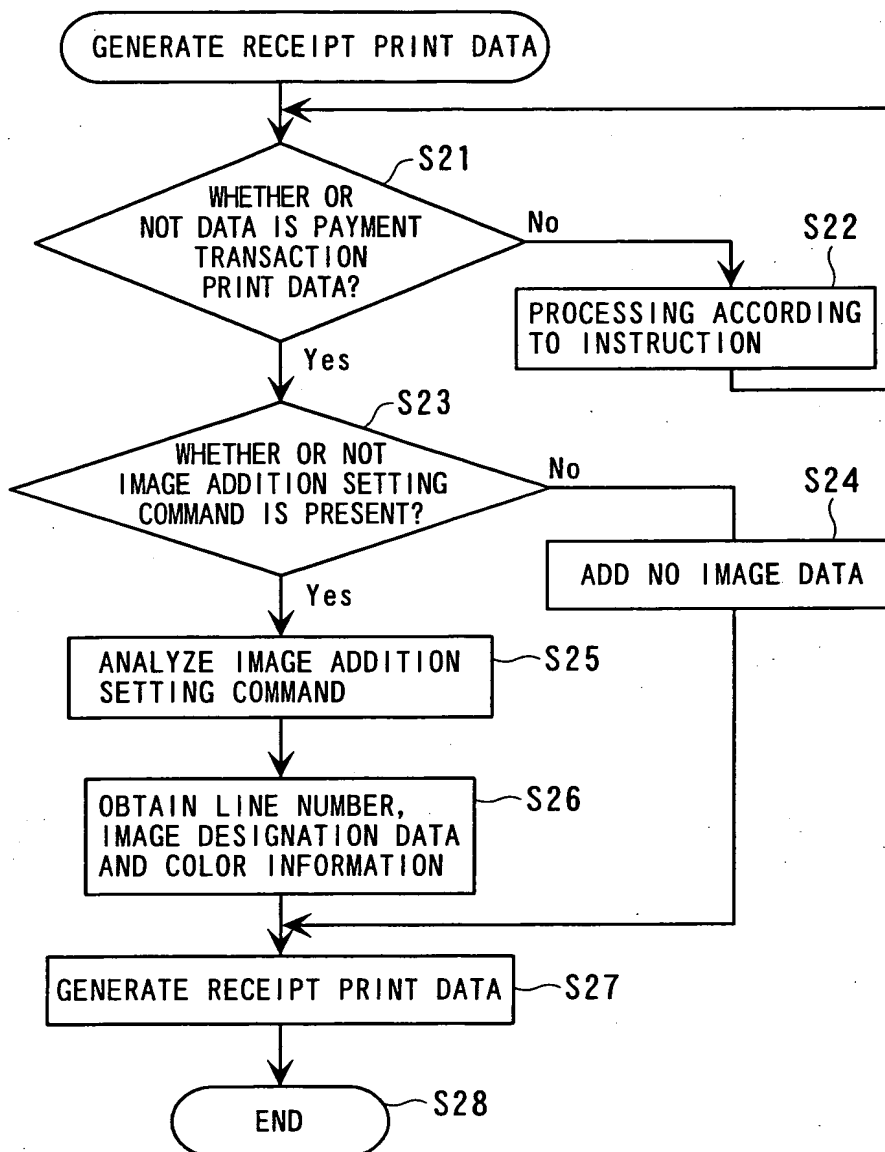 GENERATE RECEIPT PRINT DATA
S21
WHETHER OR
NOT DATA IS PAYMENT
TRANSACTION
PRINT DATA?
No
Yes
S22
PROCESSING ACCORDING
TO INSTRUCTION
S23
WHETHER OR NOT
IMAGE ADDITION SETTING
COMMAND IS PRESENT?
No
Yes
S24
ADD NO IMAGE DATA
ANALYZE IMAGE ADDITION
SETTING COMMAND
S25
OBTAIN LINE NUMBER,
IMAGE DESIGNATION DATA
AND COLOR INFORMATION
S26
GENERATE RECEIPT PRINT DATA
S27
END
S28